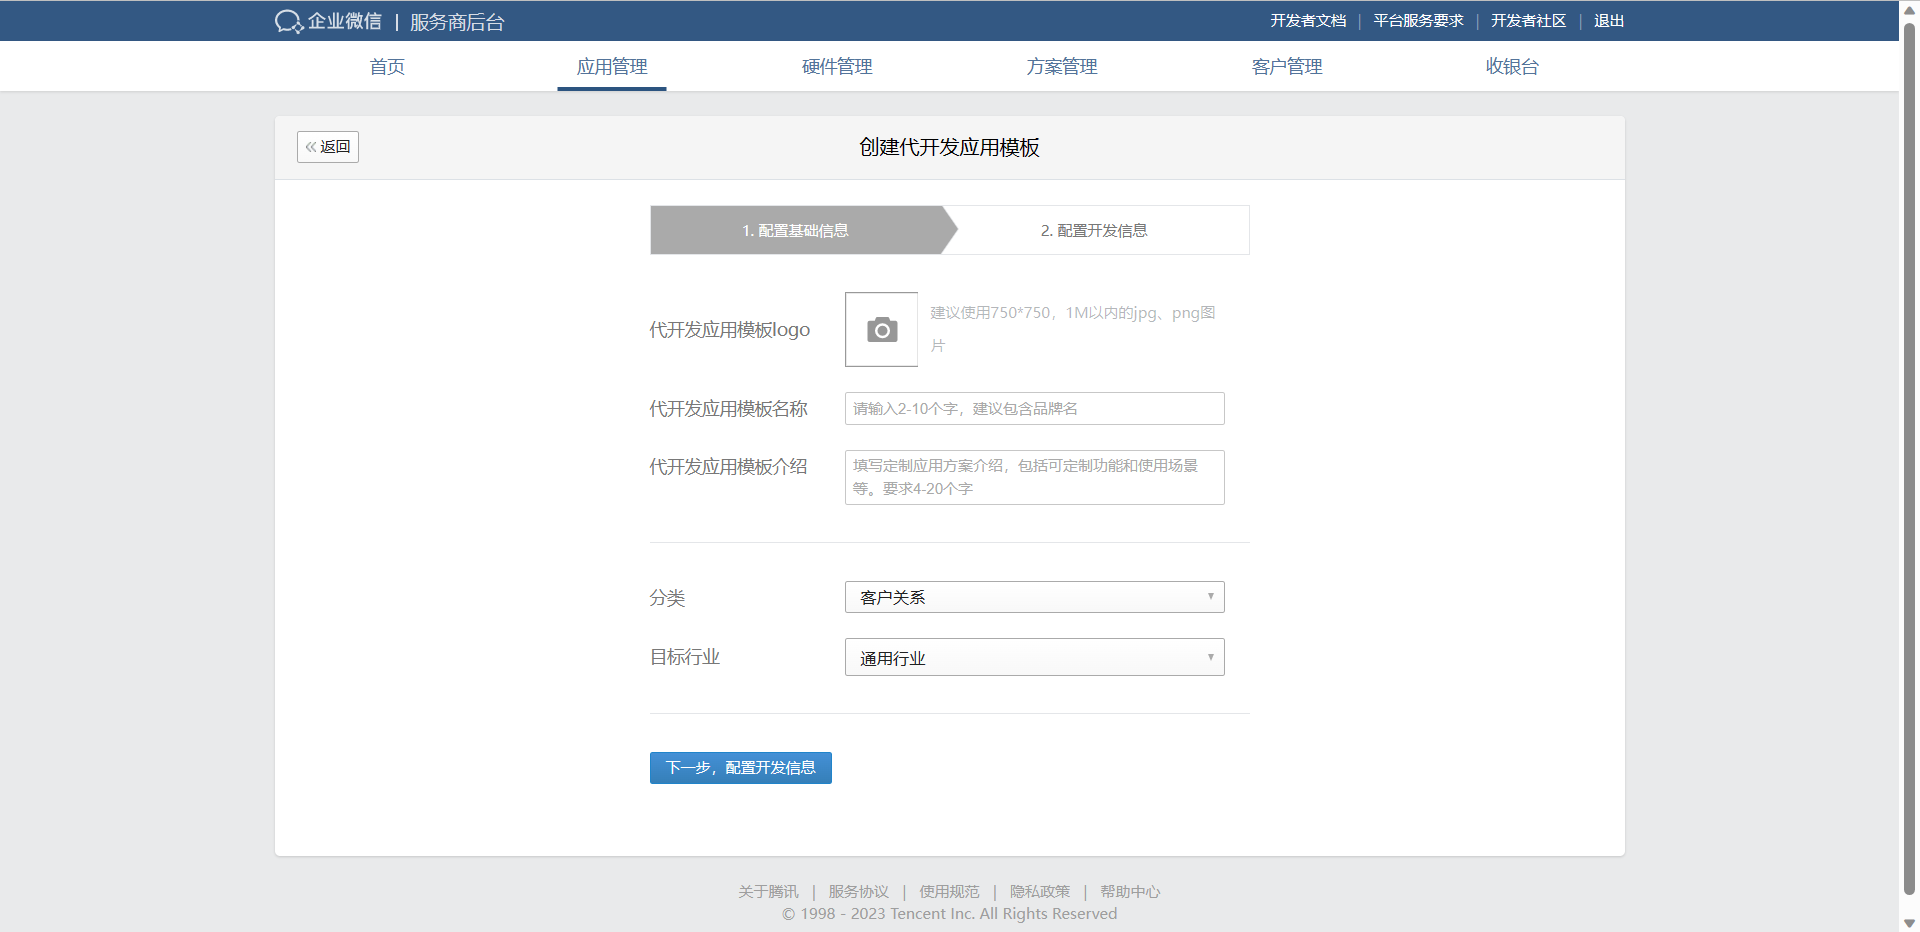 企业微信 | 服务商后台
开发者文档 | 平台服务要求 | 开发者社区 | 退出
首页 应用管理 硬件管理 方案管理 客户管理 收银台
« 返回
创建代开发应用模板
1. 配置基础信息 2. 配置开发信息
代开发应用模板logo
建议使用750*750，1M以内的jpg、png图
片
代开发应用模板名称
请输入2-10个字，建议包含品牌名
代开发应用模板介绍
填写定制应用方案介绍，包括可定制功能和使用场景
等。要求4-20个字
分类 客户关系
目标行业 通用行业
下一步，配置开发信息
关于腾讯 | 服务协议 | 使用规范 | 隐私政策 | 帮助中心
© 1998 - 2023 Tencent Inc. All Rights Reserved